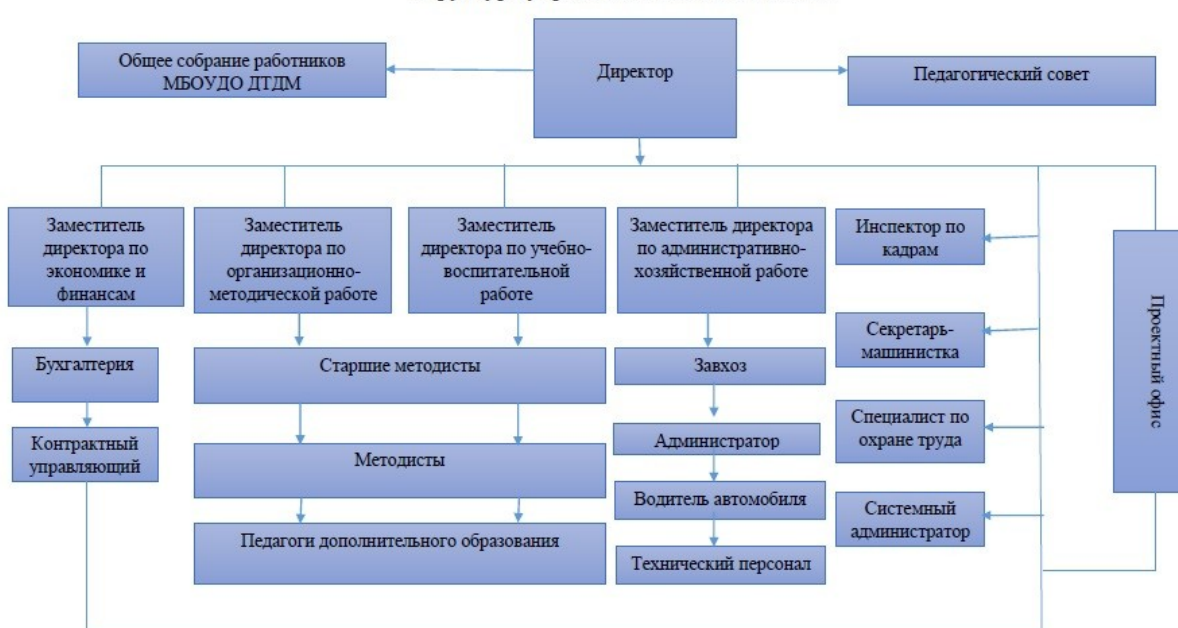 Директор
Общее собрание работников
МБОУДО ДТДМ
Педагогический совет
Заместитель
директора по
экономике и
финансам
Заместитель
директора по
организационно-
методической работе
Заместитель
директора по учебно-
воспитательной
работе
Заместитель директора
по административно-
хозяйственной работе
Инспектор по
кадрам
Проектный офис
Бухгалтерия
Старшие методисты
Завхоз
Секретарь-
машинистка
Контрактный
управляющий
Методисты
Администратор
Специалист по
охране труда
Водитель автомобиля
Системный
администратор
Педагоги дополнительного образования
Технический персонал